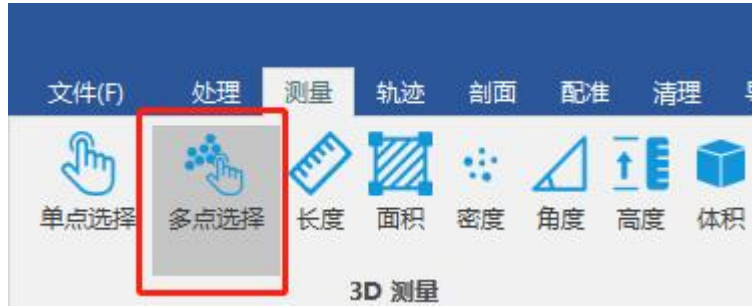 文件(F) 处理 测量 轨迹 剖面 配准 清理
单点选择 多点选择 长度 面积 密度 角度 高度 体积
3D 测量